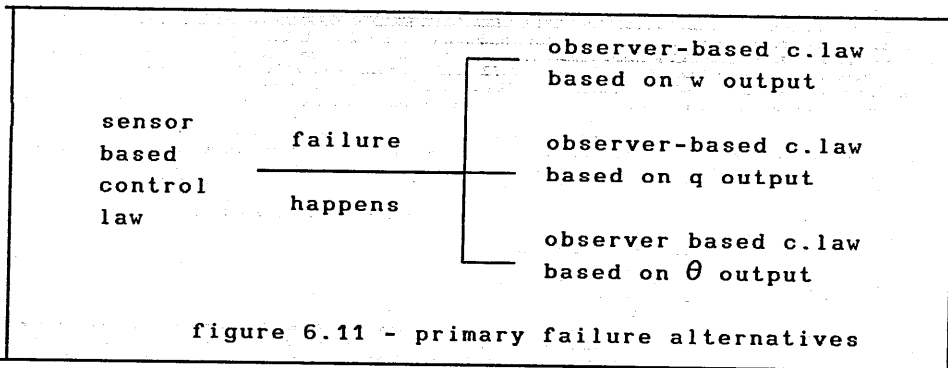 sensor
based
control
law
failure
happens
observer-based c.law
based on w output
observer-based c.law
based on q output
observer based c.law
based on θ output
figure 6.11 - primary failure alternatives